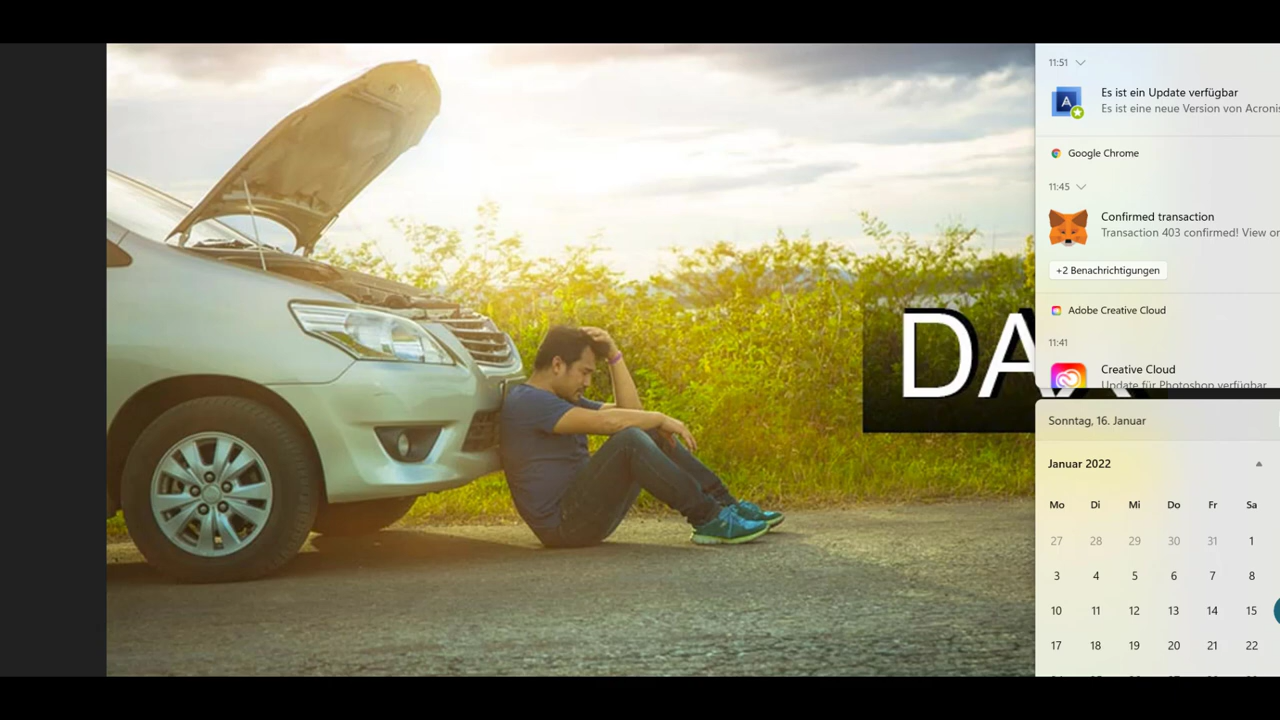 11:51
Es ist ein Update verfügbar
Es ist eine neue Version von Acronis
Google Chrome
11:45
Confirmed transaction
Transaction 403 confirmed! View on
+2 Benachrichtigungen
Adobe Creative Cloud
11:41
Creative Cloud
Update für Photoshop verfügbar
DA
Sonntag, 16. Januar
Januar 2022
Mo Di Mi Do Fr Sa
27 28 29 30 31 1
3 4 5 6 7 8
10 11 12 13 14 15
17 18 19 20 21 22